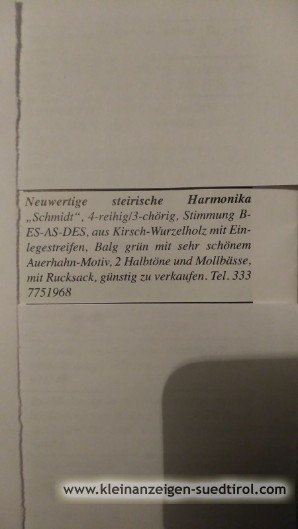 Neuwertige steirische Harmonika
„Schmidt“, 4-reihig/3-chörig, Stimmung B-
ES-AS-DES, aus Kirsch-Wurzelholz mit Ein-
legestreifen, Balg grün mit sehr schönem
Auerhahn-Motiv, 2 Halbtöne und Mollbässe,
mit Rucksack, günstig zu verkaufen. Tel. 333
7751968
www.kleinanzeigen-suedtirol.com